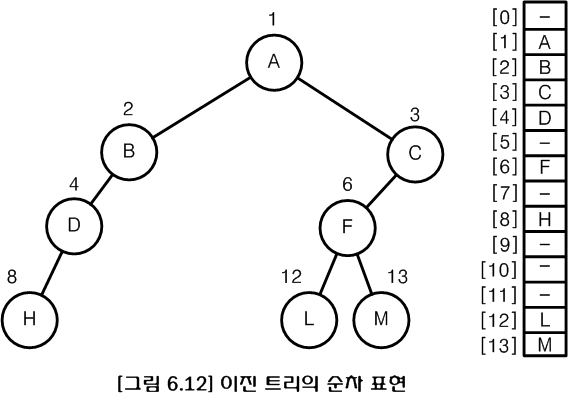 1
A
2
B
3
C
4
D
6
F
8
H
12
L
13
M
[0] –
[1] A
[2] B
[3] C
[4] D
[5] –
[6] F
[7] –
[8] H
[9] –
[10] –
[11] –
[12] L
[13] M
[그림 6.12] 이진 트리의 순차 표현